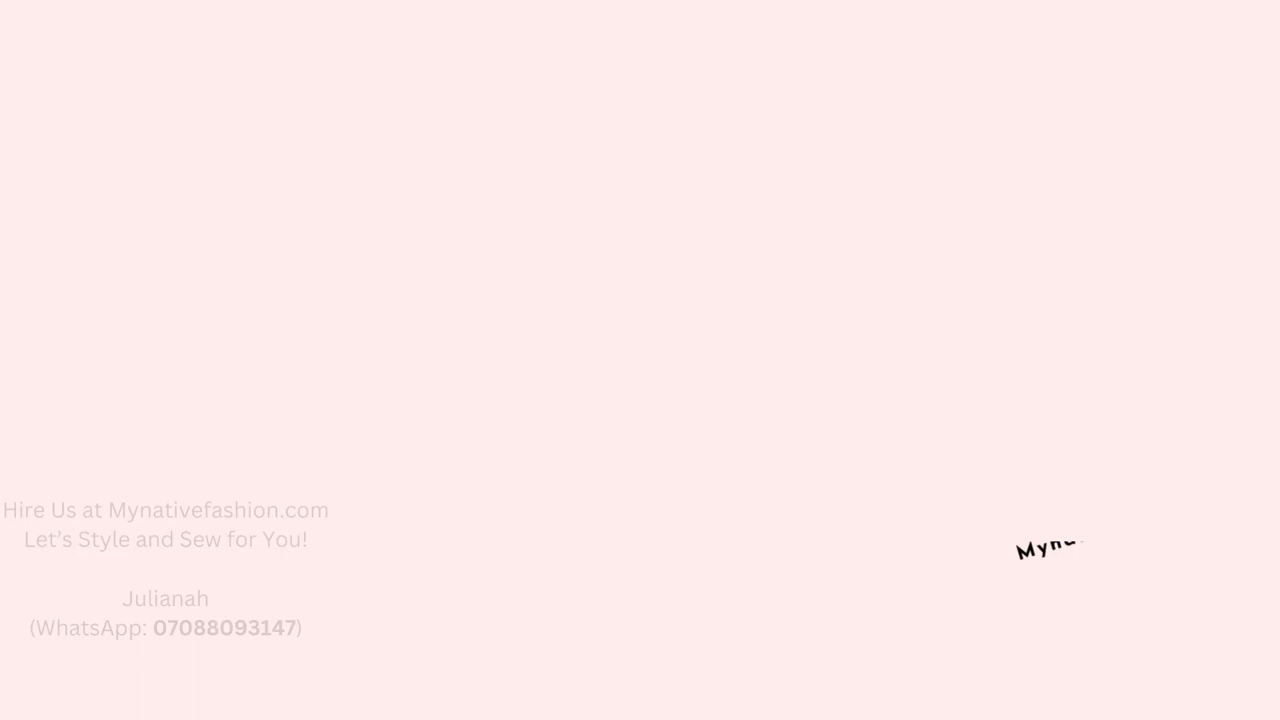 Hire Us at Mynativefashion.com
Let's Style and Sew for You!
Julianah
(WhatsApp: 07088093147)